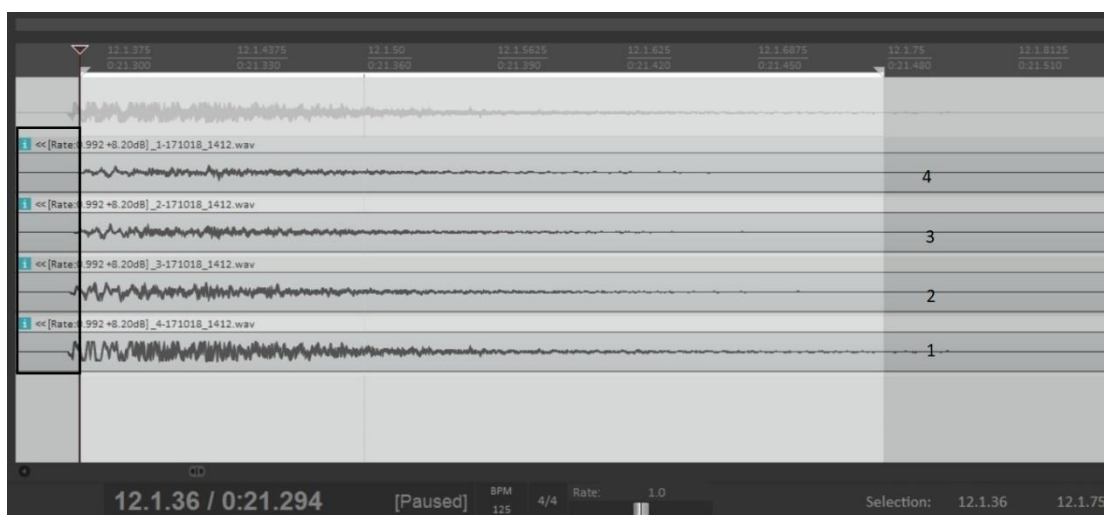 12.1.375 12.1.4375 12.1.50 12.1.5625 12.1.625 12.1.6875 12.1.75 12.1.8125
0:21.300 0:21.330 0:21.360 0:21.390 0:21.420 0:21.450 0:21.480 0:21.510
i <<[Rate:0.992 +8.20dB] _1-171018_1412.wav
4
i <<[Rate:0.992 +8.20dB] _2-171018_1412.wav
3
i <<[Rate:0.992 +8.20dB] _3-171018_1412.wav
2
i <<[Rate:0.992 +8.20dB] _4-171018_1412.wav
1
12.1.36 / 0:21.294 [Paused] BPM 125 4/4 Rate: 1.0 Selection: 12.1.36 12.1.75